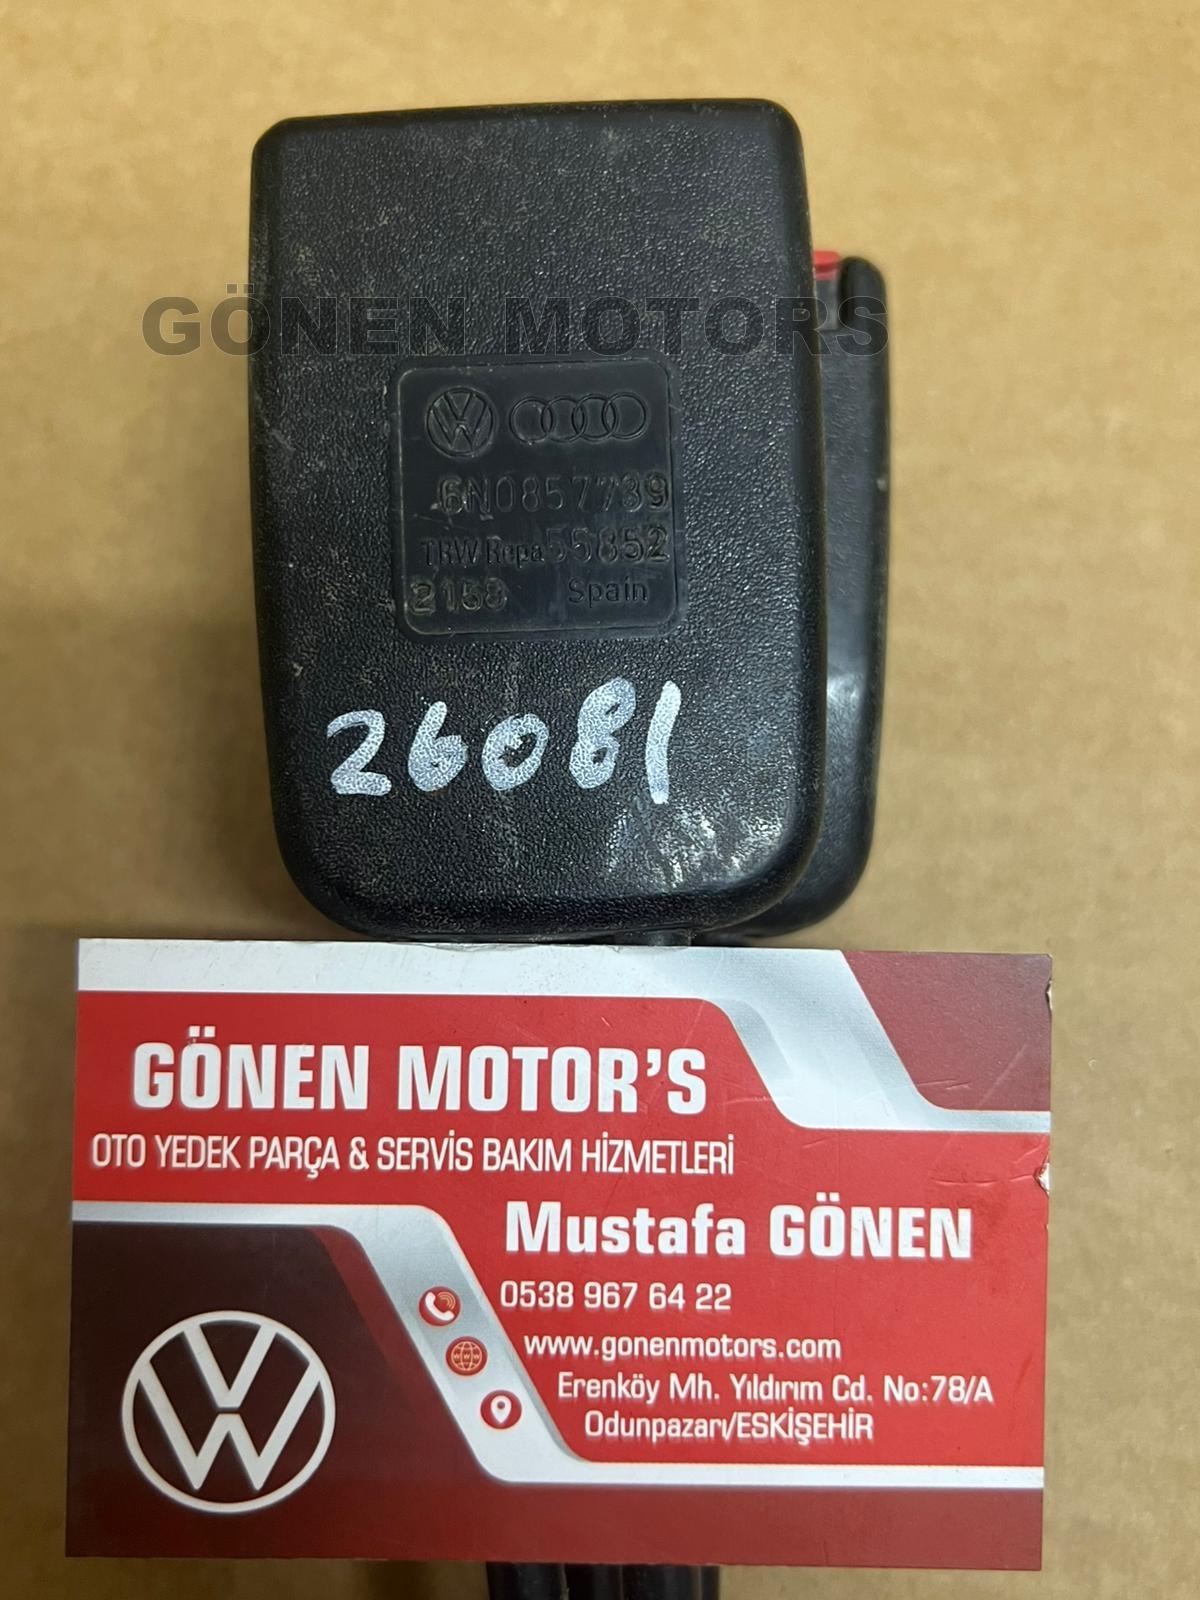 GÖNEN MOTORS
6N0857739
TRW Repa 55852
2158 Spain
26081
GÖNEN MOTOR'S
OTO YEDEK PARÇA & SERVİS BAKIM HİZMETLERİ
Mustafa GÖNEN
0538 967 64 22
www.gonenmotors.com
Erenköy Mh. Yıldırım Cd. No:78/A
Odunpazarı/ESKİŞEHİR